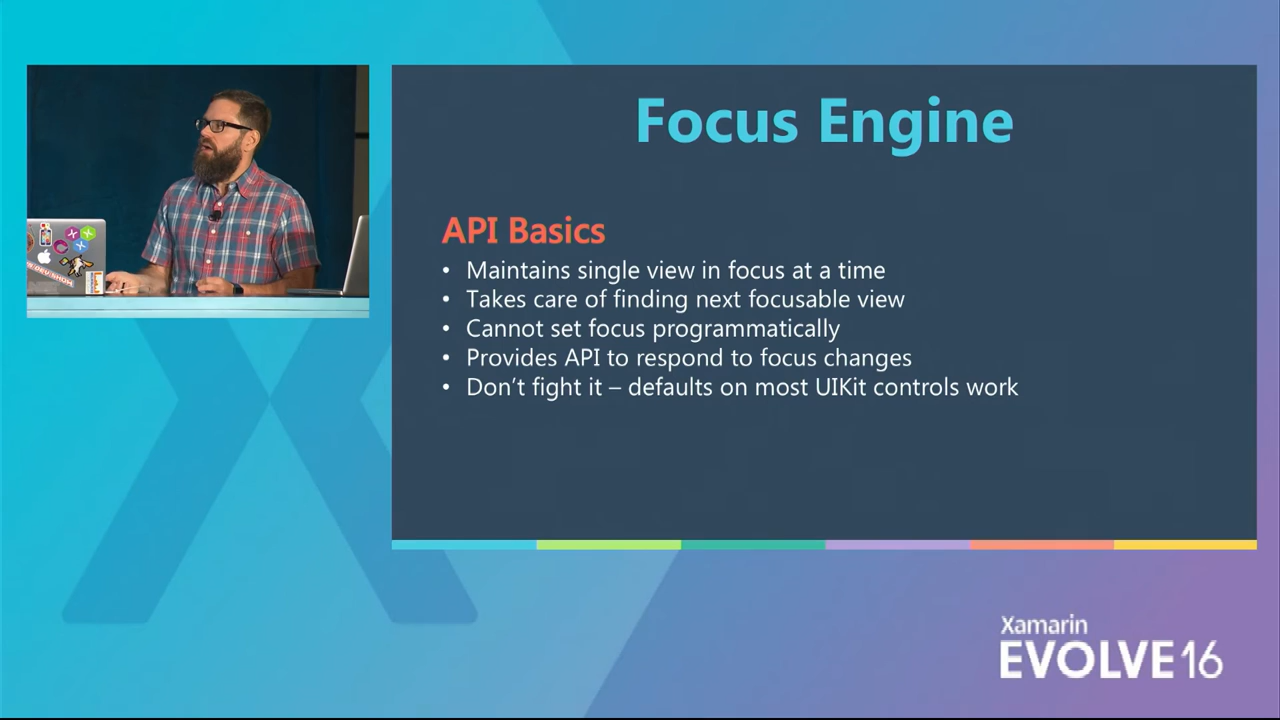 Focus Engine
API Basics
• Maintains single view in focus at a time
• Takes care of finding next focusable view
• Cannot set focus programmatically
• Provides API to respond to focus changes
• Don’t fight it – defaults on most UIKit controls work
Xamarin
EVOLVE16